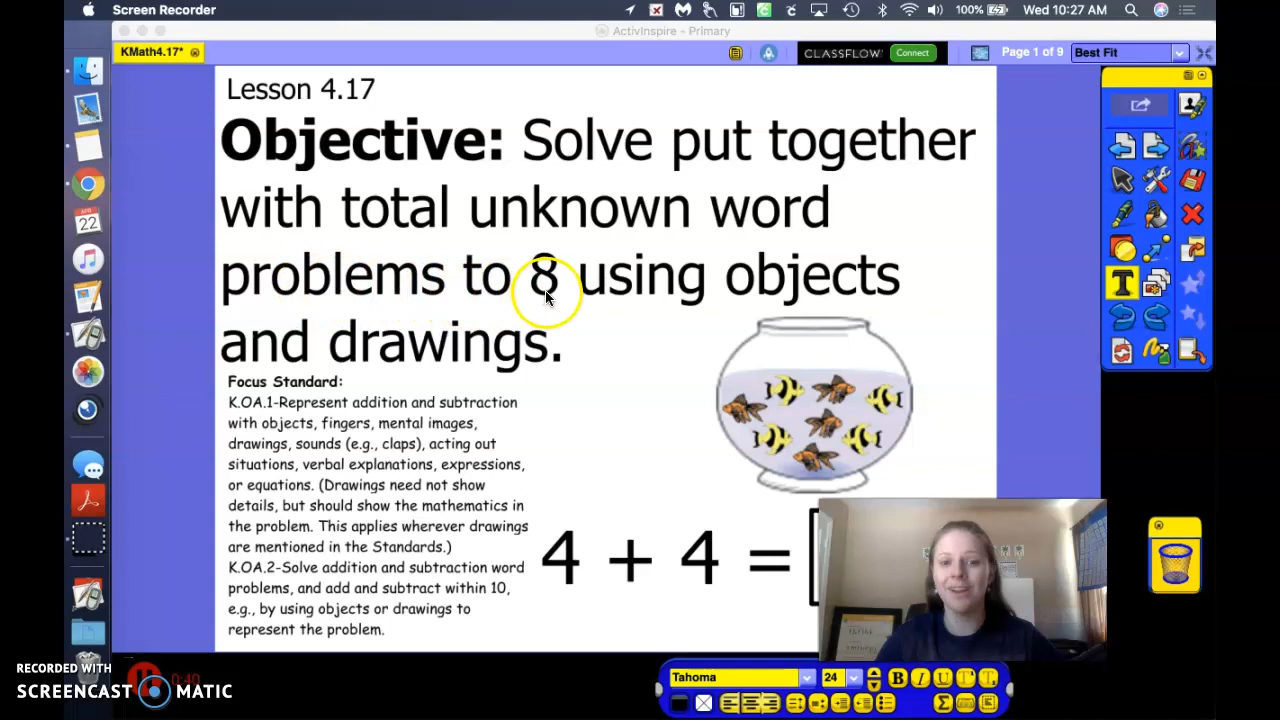 Screen Recorder
100%
Wed 10:27 AM
ActivInspire - Primary
KMath4.17*
CLASSFLOW
Connect
Page 1 of 9
Best Fit
Lesson 4.17
Objective: Solve put together
with total unknown word
problems to 8 using objects
and drawings.
Focus Standard:
K.OA.1-Represent addition and subtraction
with objects, fingers, mental images,
drawings, sounds (e.g., claps), acting out
situations, verbal explanations, expressions,
or equations. (Drawings need not show
details, but should show the mathematics in
the problem. This applies wherever drawings
are mentioned in the Standards.)
K.OA.2-Solve addition and subtraction word
problems, and add and subtract within 10,
e.g., by using objects or drawings to
represent the problem.
4 + 4 =
22
T
RECORDED WITH
SCREENCAST MATIC
0:40
Tahoma
24
B I U T T